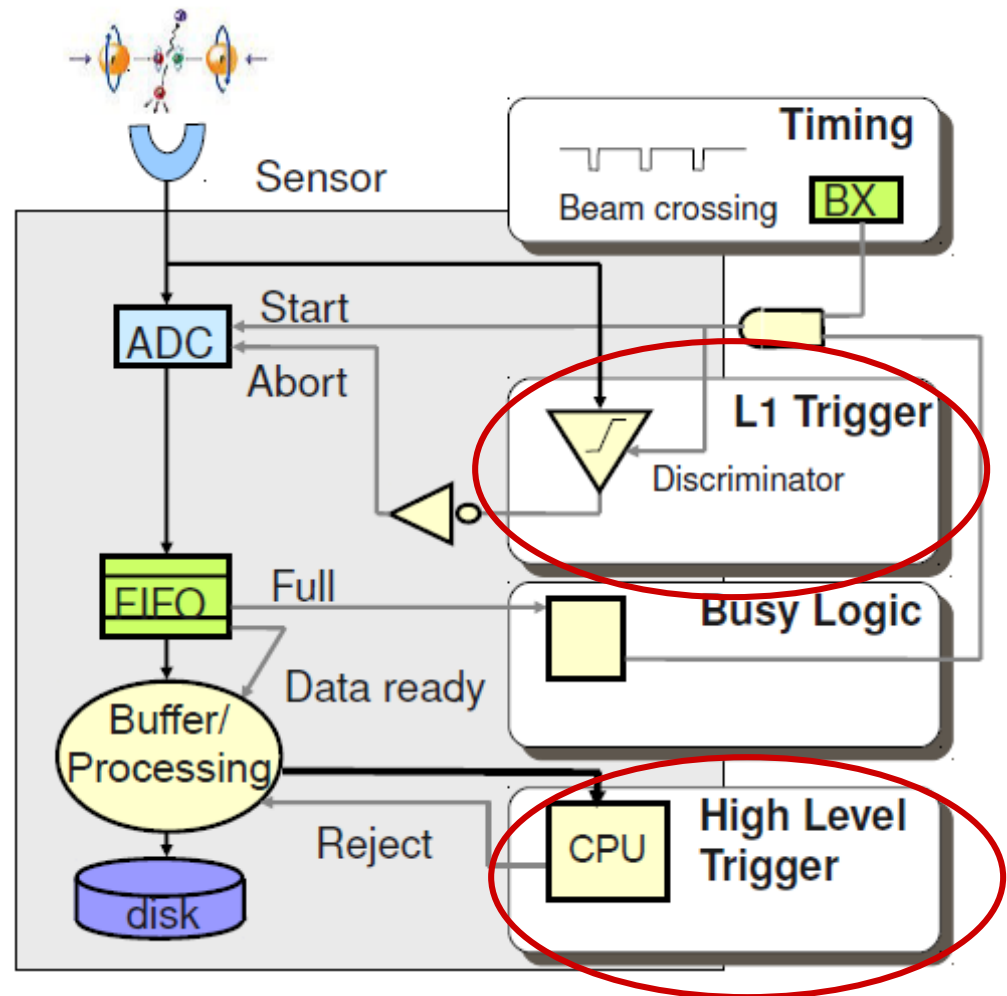 Timing
Sensor
Beam crossing
BX
Start
ADC
Abort
L1 Trigger
Discriminator
FIFO
Full
Busy Logic
Data ready
Buffer/
Processing
High Level
Trigger
CPU
Reject
disk